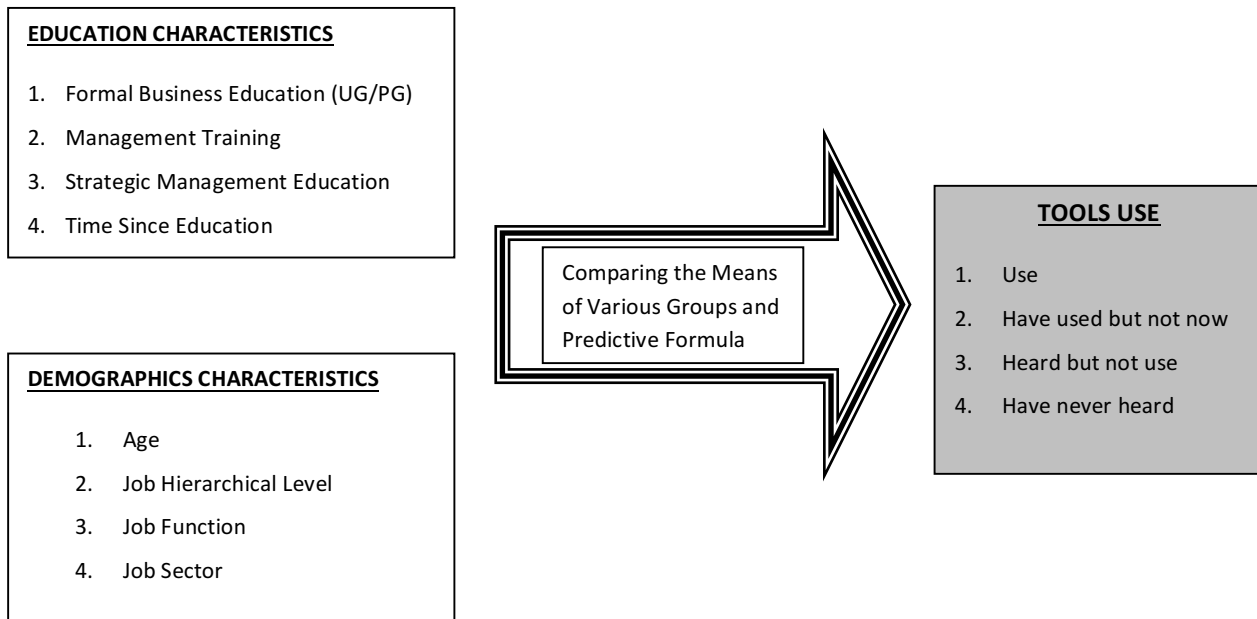 EDUCATION CHARACTERISTICS
1. Formal Business Education (UG/PG)
2. Management Training
3. Strategic Management Education
4. Time Since Education
DEMOGRAPHICS CHARACTERISTICS
1. Age
2. Job Hierarchical Level
3. Job Function
4. Job Sector
Comparing the Means
of Various Groups and
Predictive Formula
TOOLS USE
1. Use
2. Have used but not now
3. Heard but not use
4. Have never heard